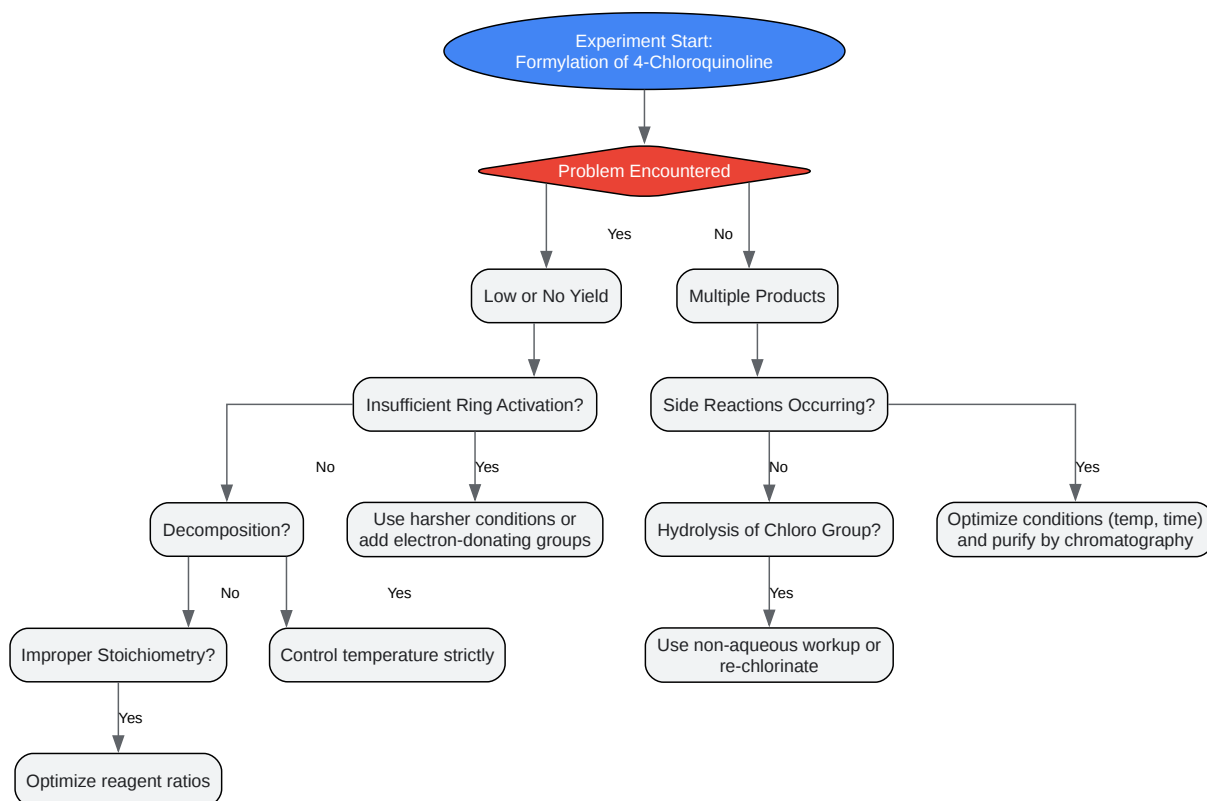 Experiment Start:
Formylation of 4-Chloroquinoline
Problem Encountered
Yes
No
Low or No Yield
Multiple Products
Insufficient Ring Activation?
Side Reactions Occurring?
No
Yes
No
Yes
Decomposition?
Use harsher conditions or
add electron-donating groups
Hydrolysis of Chloro Group?
Optimize conditions (temp, time)
and purify by chromatography
No
Yes
Yes
Improper Stoichiometry?
Control temperature strictly
Use non-aqueous workup or
re-chlorinate
Yes
Optimize reagent ratios